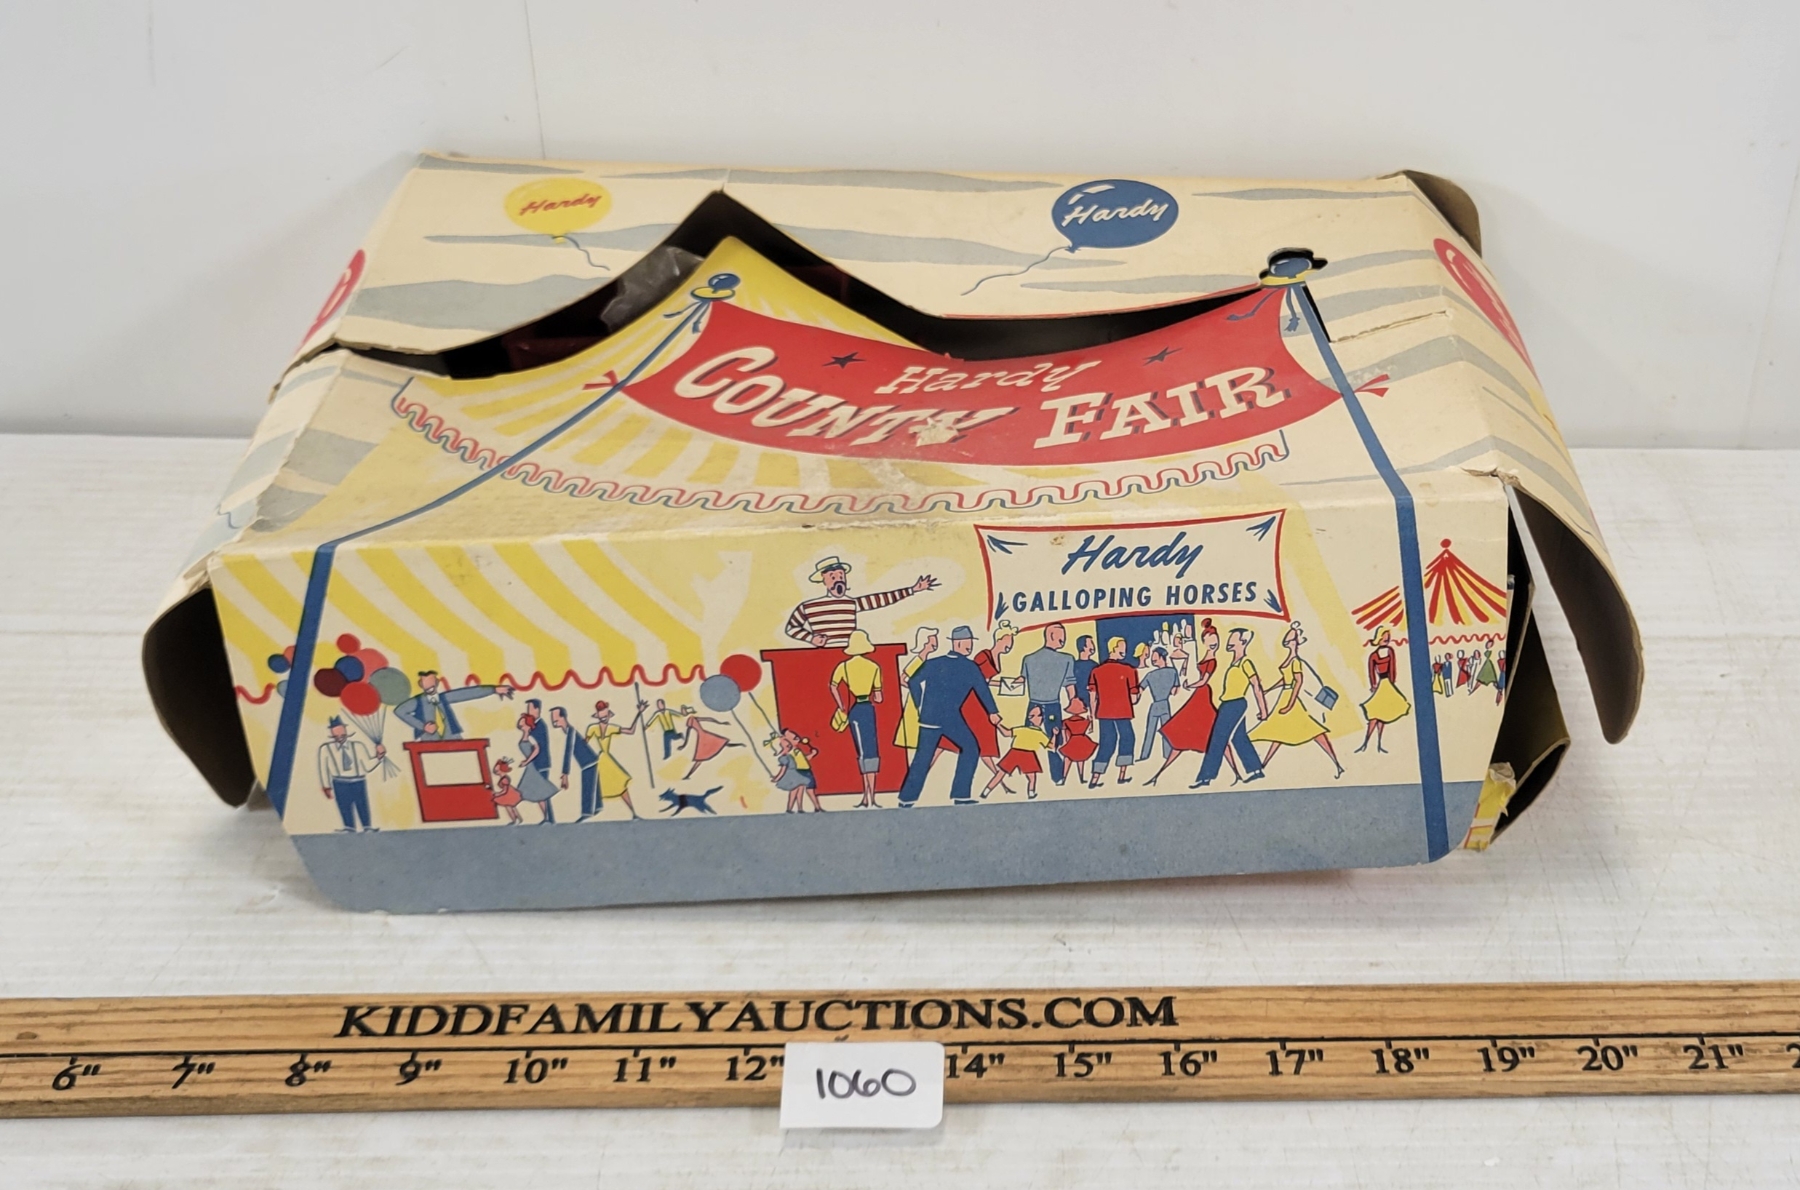 Hardy
Hardy
Hardy
COUNTY FAIR
Hardy
GALLOPING HORSES
KIDDFAMILYAUCTIONS.COM
6" 7" 8" 9" 10" 11" 12" 14" 15" 16" 17" 18" 19" 20" 21"
1060